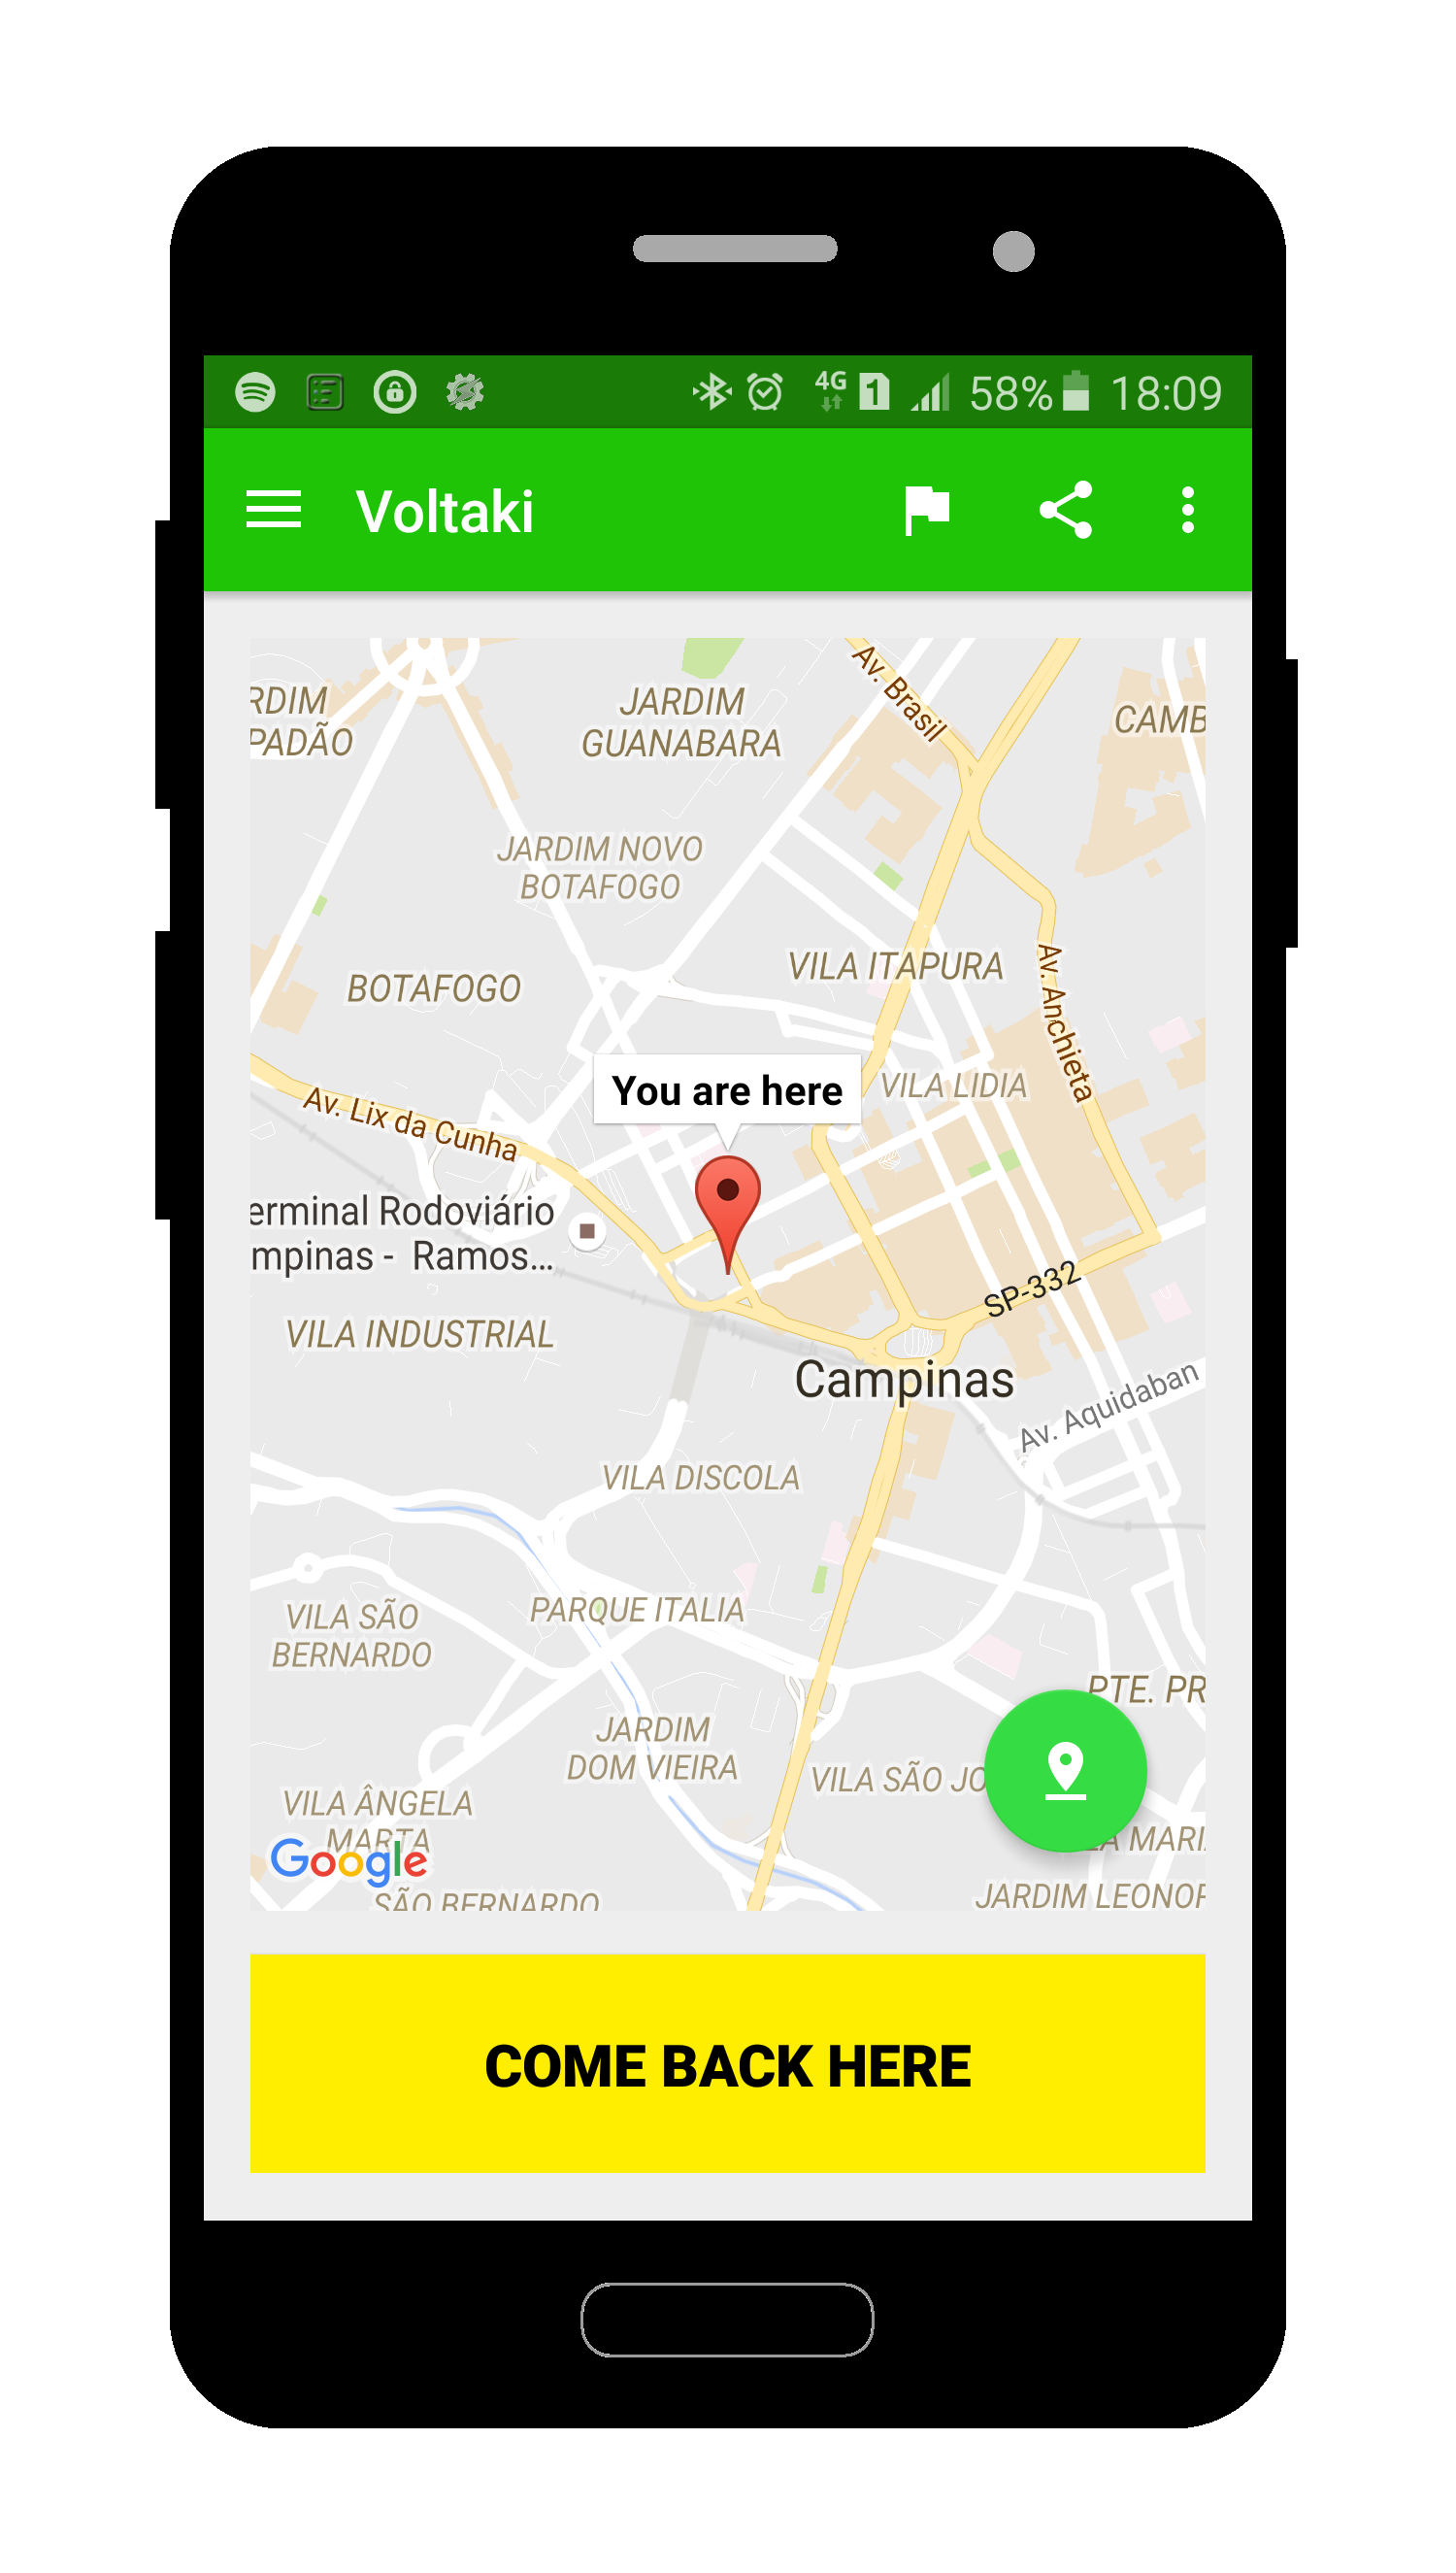 4G
1
58%
18:09
Voltaki
Av. Brasil
RDIM
PADÃO
JARDIM
GUANABARA
CAMB
JARDIM NOVO
BOTAFOGO
VILA ITAPURA
BOTAFOGO
Av. Anchieta
You are here
VILA LIDIA
Av. Lix da Cunha
erminal Rodoviário
mpinas - Ramos...
SP-332
VILA INDUSTRIAL
Campinas
Av. Aquidaban
VILA DISCOLA
PARQUE ITALIA
VILA SÃO
BERNARDO
PTE. PR
JARDIM
DOM VIEIRA
VILA SÃO JO
VILA ÂNGELA
MARTA
LA MARI
Google
SÃO BERNARDO
JARDIM LEONOR
COME BACK HERE